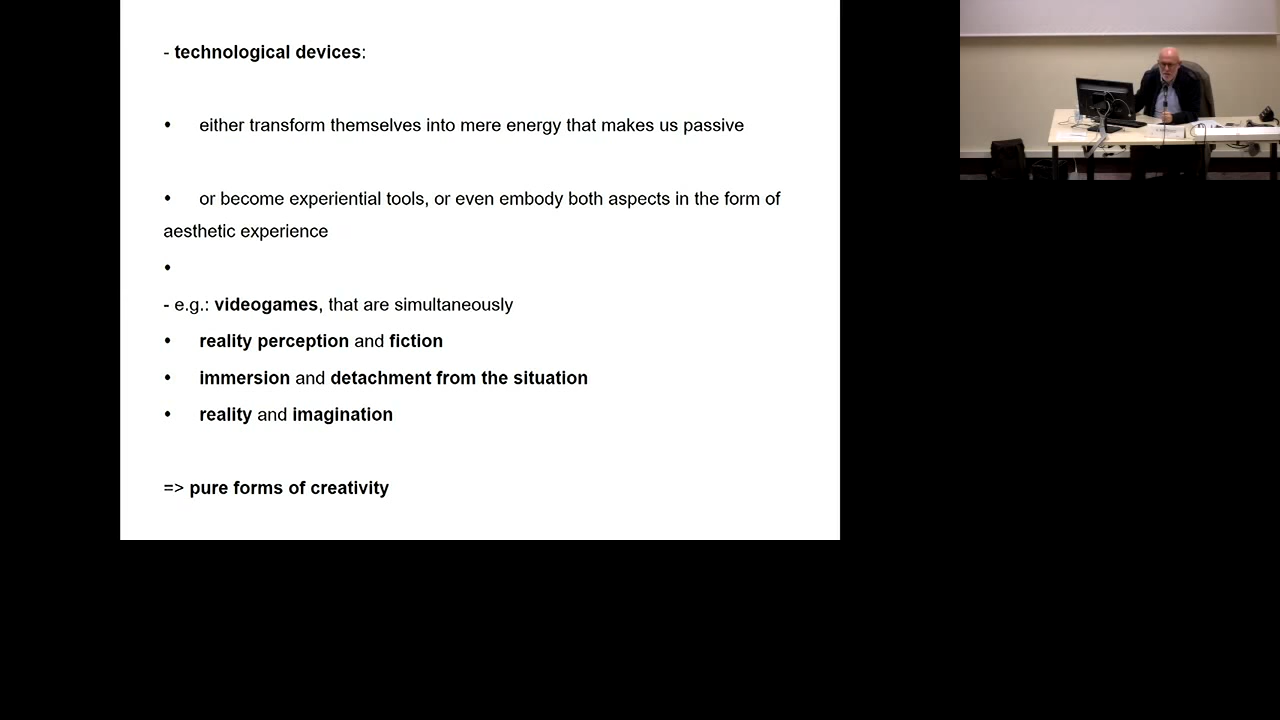 - technological devices:
• either transform themselves into mere energy that makes us passive
• or become experiential tools, or even embody both aspects in the form of
aesthetic experience
•
- e.g.: videogames, that are simultaneously
• reality perception and fiction
• immersion and detachment from the situation
• reality and imagination
=> pure forms of creativity